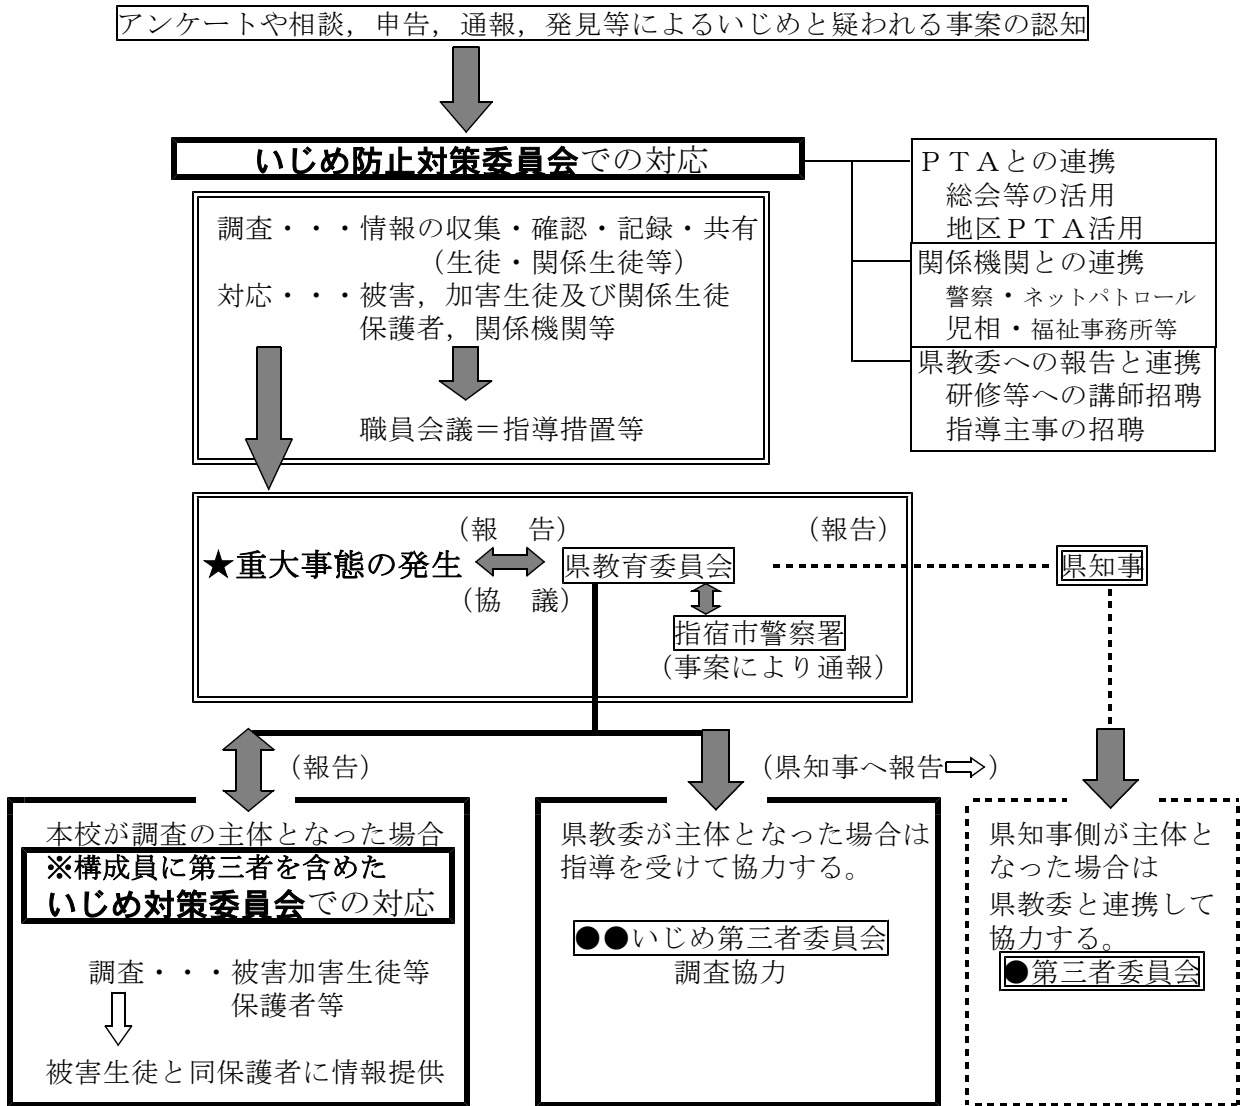 アンケートや相談，申告，通報，発見等によるいじめと疑われる事案の認知
いじめ防止対策委員会での対応
ＰＴＡとの連携
総会等の活用
地区ＰＴＡ活用
関係機関との連携
警察・ネットパトロール
児相・福祉事務所等
県教委への報告と連携
研修等への講師招聘
指導主事の招聘
調査・・・情報の収集・確認・記録・共有
（生徒・関係生徒等）
対応・・・被害，加害生徒及び関係生徒
保護者，関係機関等
職員会議＝指導措置等
（報　告）
（報告）
★重大事態の発生
県教育委員会
県知事
（協　議）
指宿市警察署
（事案により通報）
（報告）
（県知事へ報告⇨）
本校が調査の主体となった場合
※構成員に第三者を含めた
いじめ対策委員会での対応
調査・・・被害加害生徒等
保護者等
被害生徒と同保護者に情報提供
県教委が主体となった場合は
指導を受けて協力する。
●●いじめ第三者委員会
調査協力
県知事側が主体と
なった場合は
県教委と連携して
協力する。
●第三者委員会